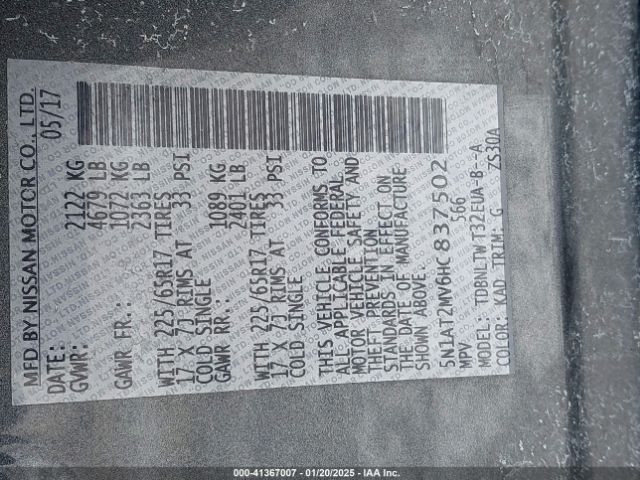 MFD BY NISSAN MOTOR CO., LTD.
DATE: 05/17
GVWR: 2122 KG
4679 LB
GAWR FR.: 1072 KG
2363 LB
WITH 225/65R17 TIRES
17 X 7J RIMS AT 33 PSI
COLD SINGLE
GAWR RR.: 1089 KG
2401 LB
WITH 225/65R17 TIRES
17 X 7J RIMS AT 33 PSI
COLD SINGLE
THIS VEHICLE CONFORMS TO
ALL APPLICABLE FEDERAL
MOTOR VEHICLE SAFETY AND
THEFT PREVENTION
STANDARDS IN EFFECT ON
THE DATE OF MANUFACTURE
SHOWN ABOVE.
5N1AT2MV6HC837502
MPV 566
MODEL: TDBNLTWT32EUA-B--A
COLOR: KAD TRIM: G ZS30A
000-41367007 - 01/20/2025 - IAA Inc.